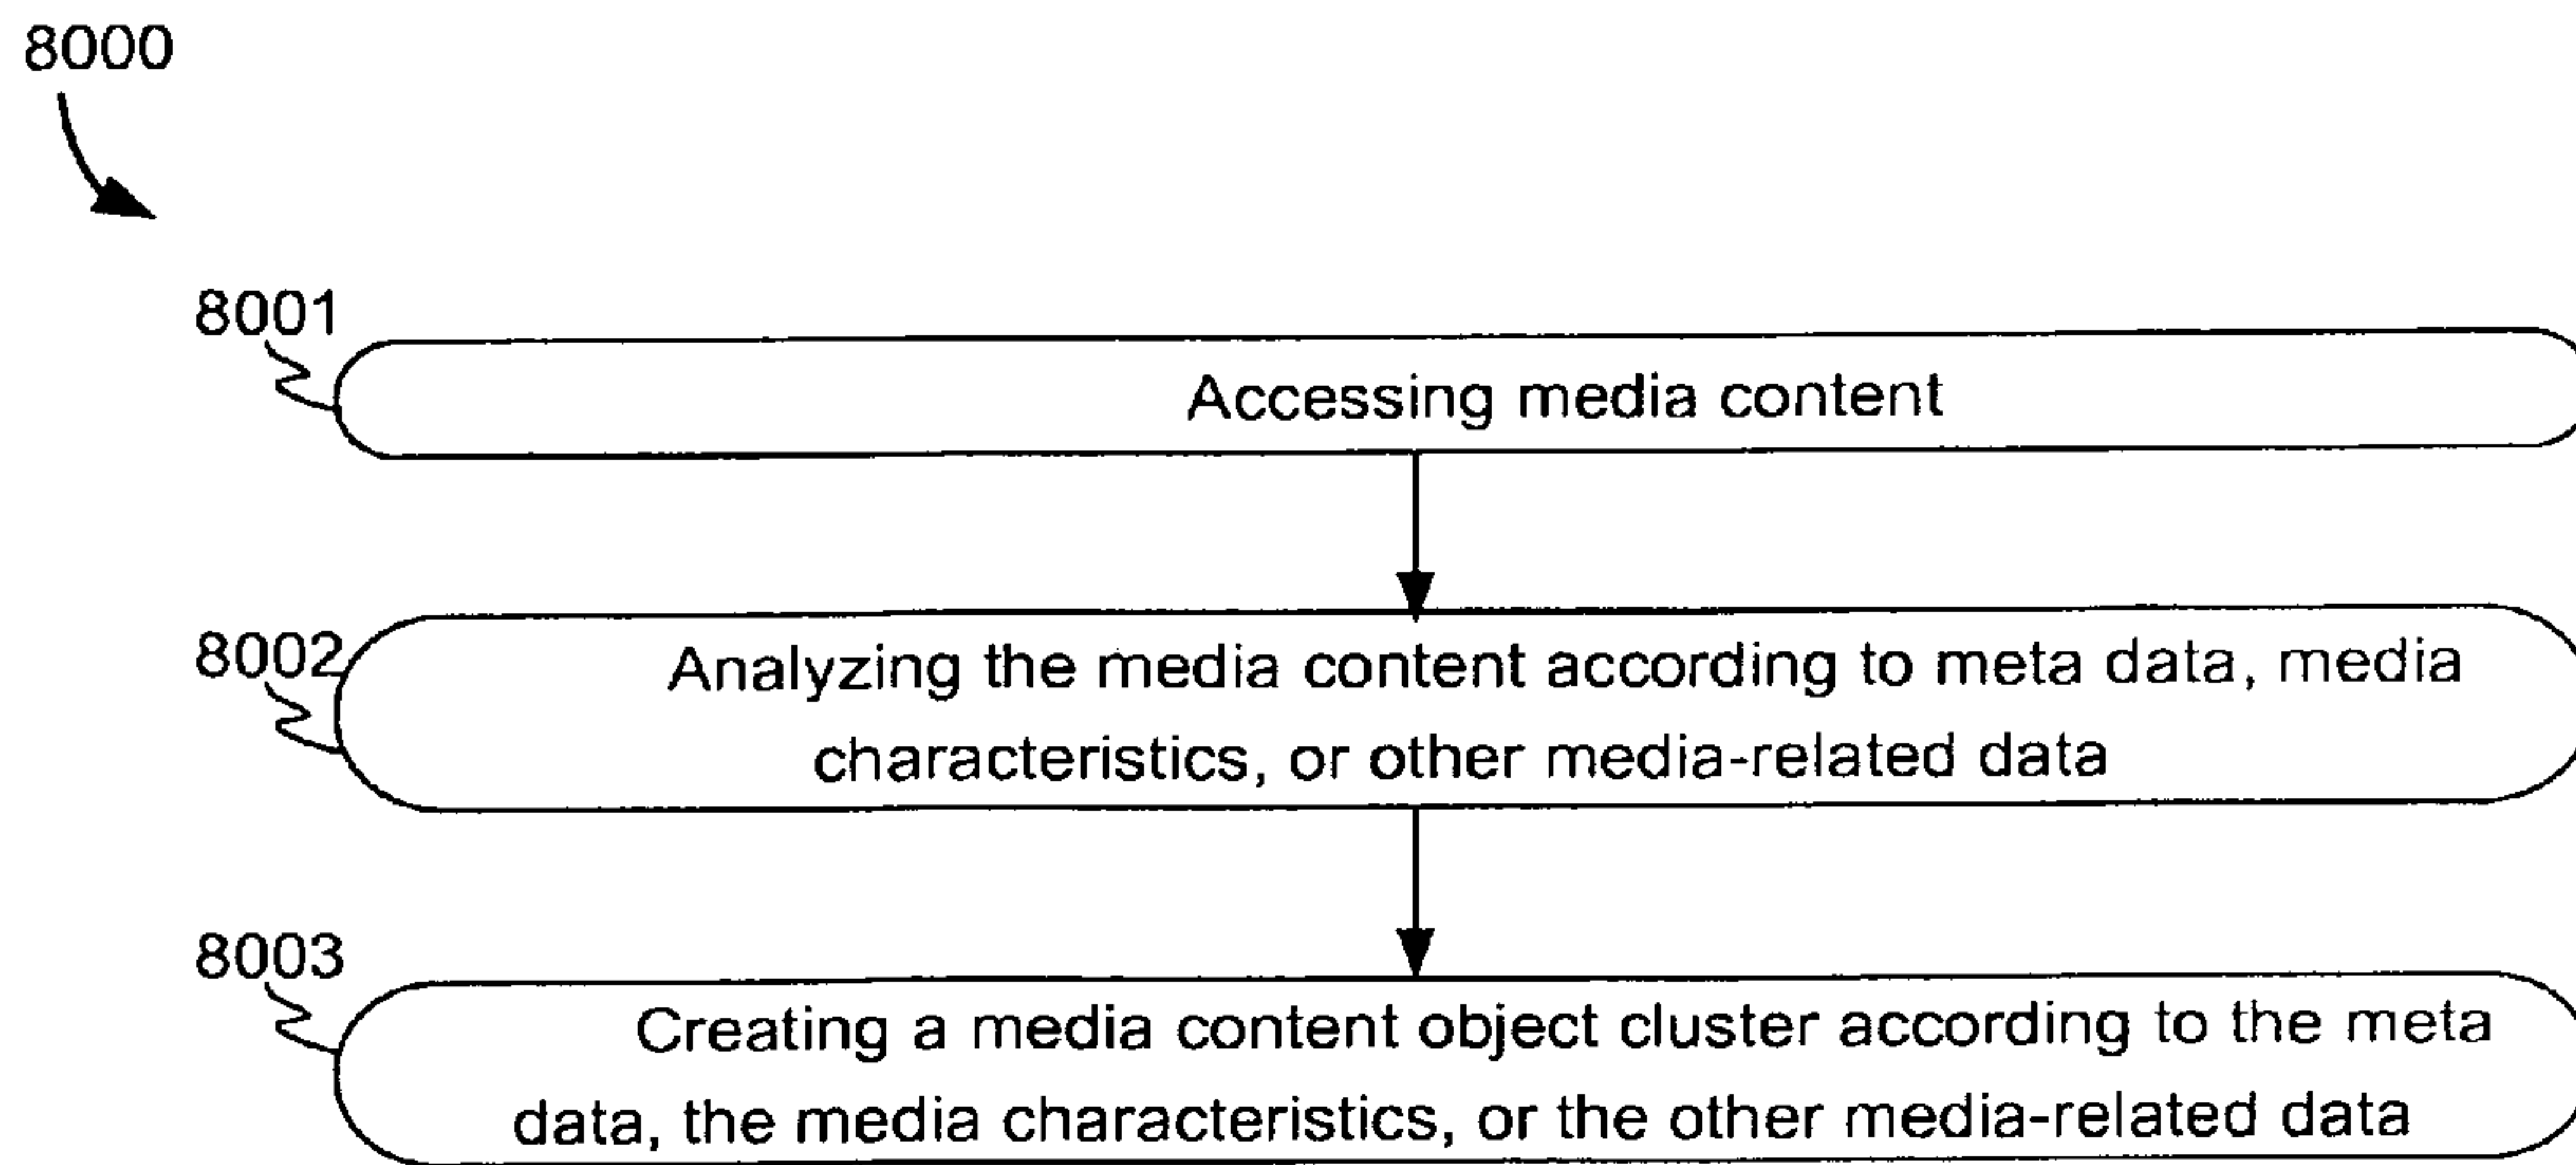 8000
8001
Accessing media content
8002
Analyzing the media content according to meta data, media
characteristics, or other media-related data
8003
Creating a media content object cluster according to the meta
data, the media characteristics, or the other media-related data